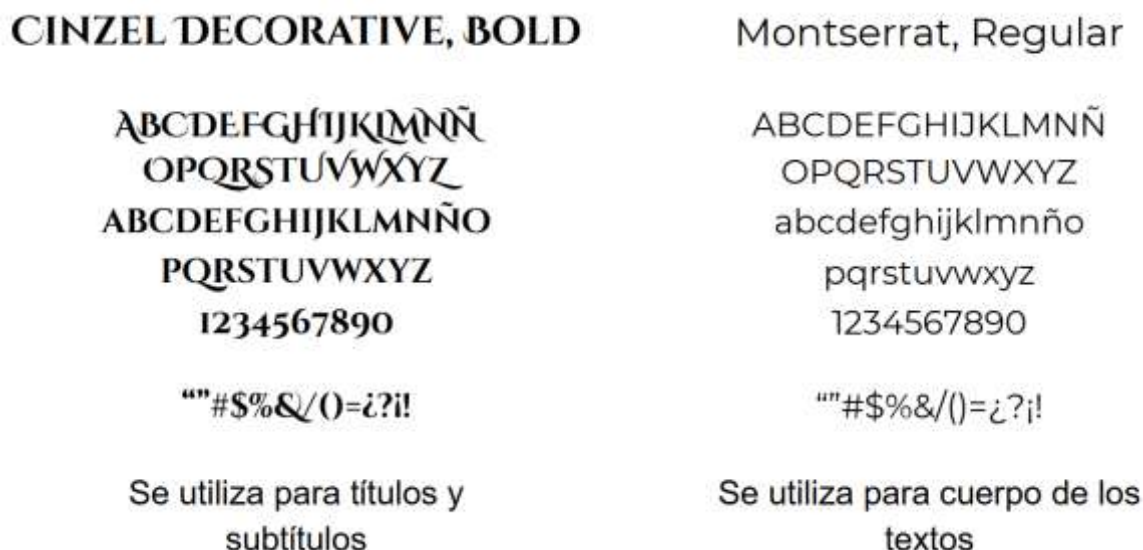 CINZEL DECORATIVE, BOLD
ABCDEFGHIJKLMNÑ
OPQRSTUVWXYZ
ABCDEFGHIJKLMNÑO
PQRSTUVWXYZ
1234567890
“”#$%&/()=¿?¡!
Se utiliza para títulos y
subtítulos
Montserrat, Regular
ABCDEFGHIJKLMNÑ
OPQRSTUVWXYZ
abcdefghijklmnño
pqrstuvwxyz
1234567890
“”#$%&/()=¿?¡!
Se utiliza para cuerpo de los
textos